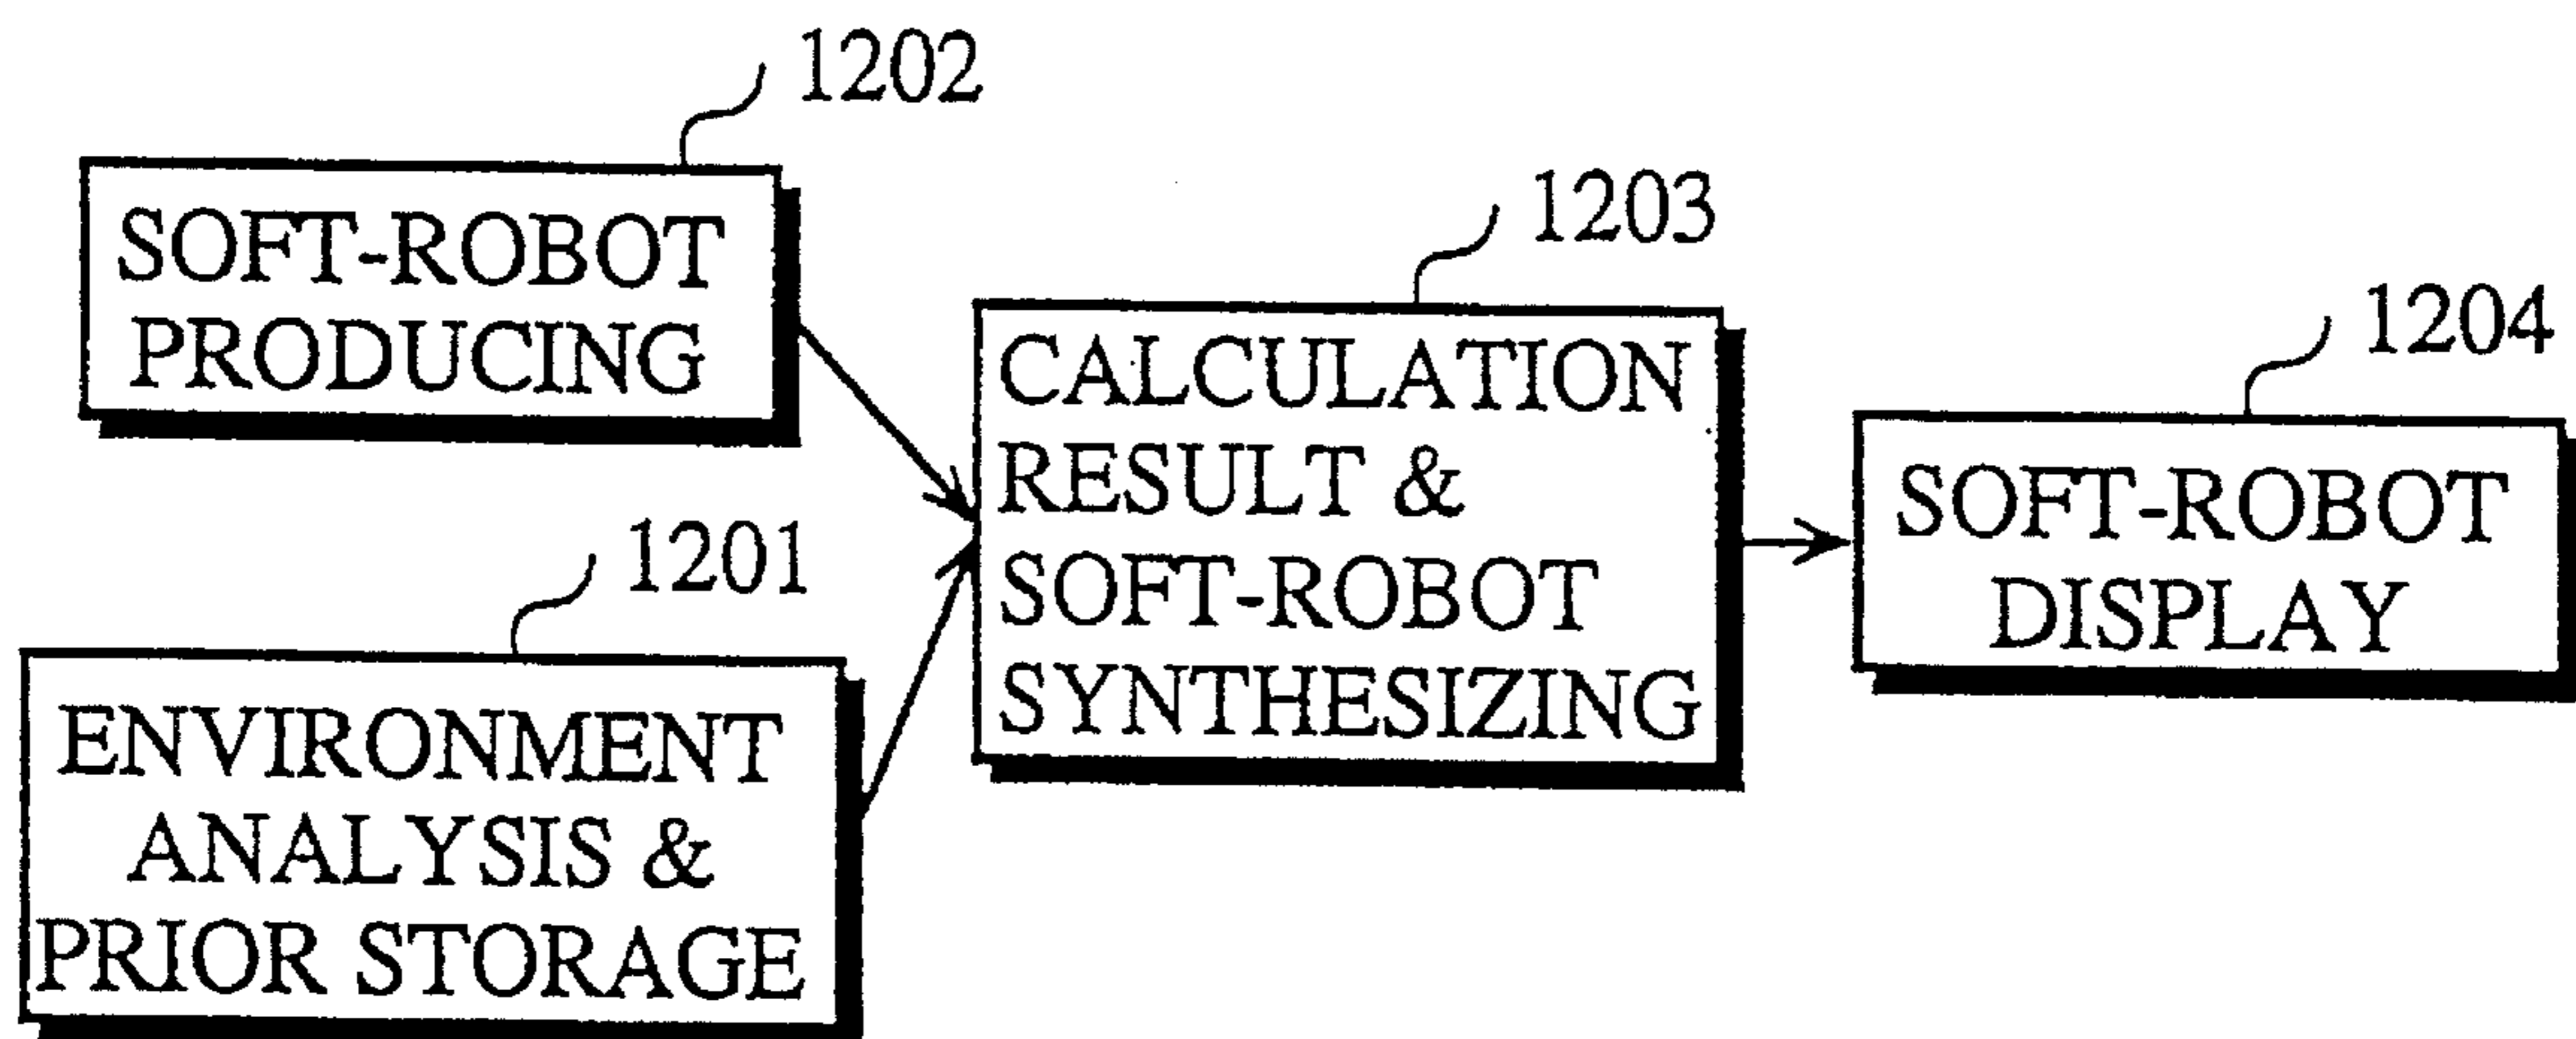 1202
SOFT-ROBOT
PRODUCING
1201
ENVIRONMENT
ANALYSIS &
PRIOR STORAGE
1203
CALCULATION
RESULT &
SOFT-ROBOT
SYNTHESIZING
1204
SOFT-ROBOT
DISPLAY